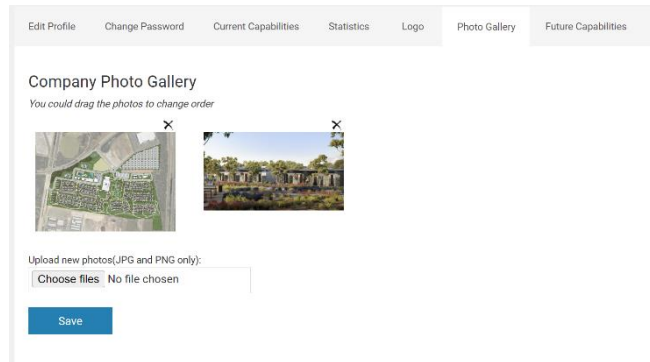 Edit Profile Change Password Current Capabilities Statistics Logo Photo Gallery Future Capabilities
Company Photo Gallery
You could drag the photos to change order
Upload new photos(JPG and PNG only):
Choose files No file chosen
Save